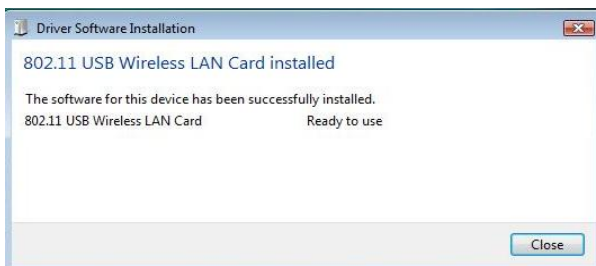 Driver Software Installation
802.11 USB Wireless LAN Card installed
The software for this device has been successfully installed.
802.11 USB Wireless LAN Card Ready to use
Close